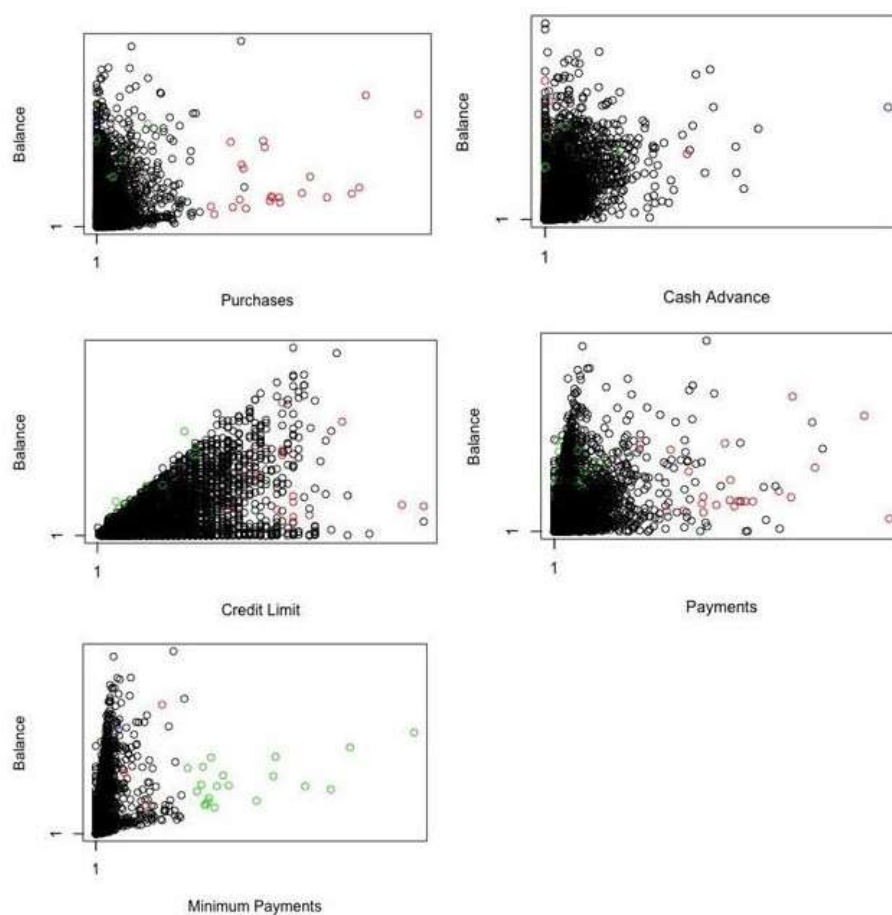 Balance
1
1
Purchases
Balance
1
1
Cash Advance
Balance
1
1
Credit Limit
Balance
1
1
Payments
Balance
1
1
Minimum Payments